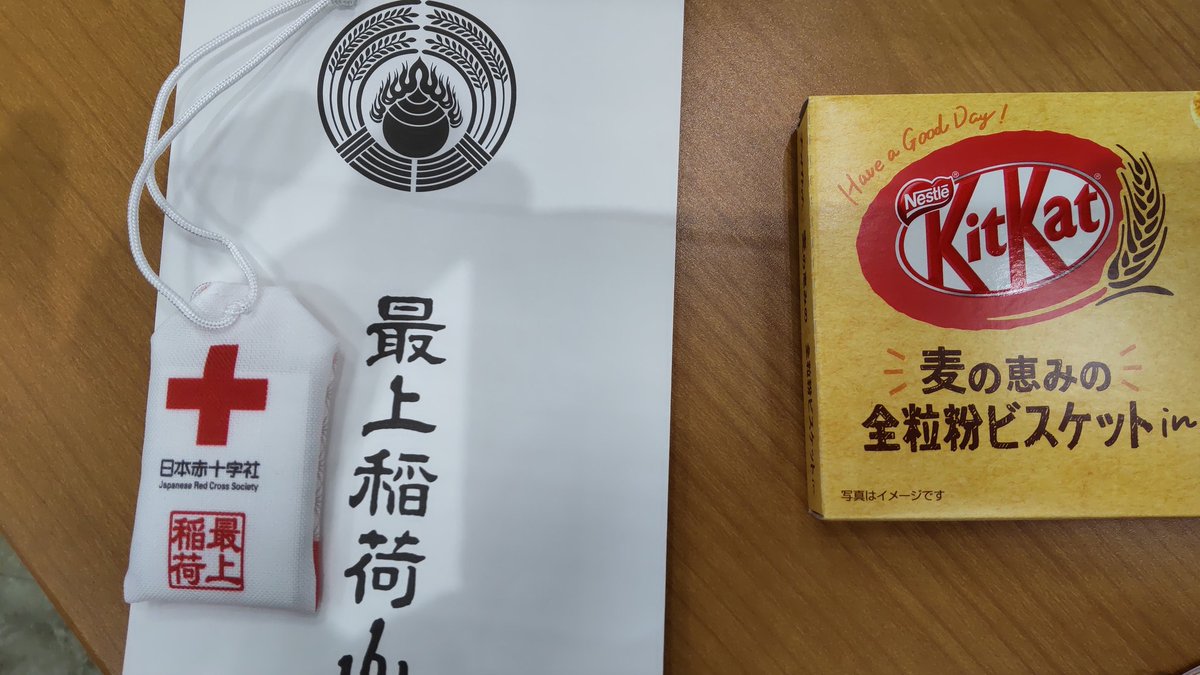 日本赤十字社
Japanese Red Cross Society
最上
稲荷
最上稲荷山
Have a Good Day!
Nestlé
KitKat
麦の恵みの
全粒粉ビスケットin
写真はイメージです